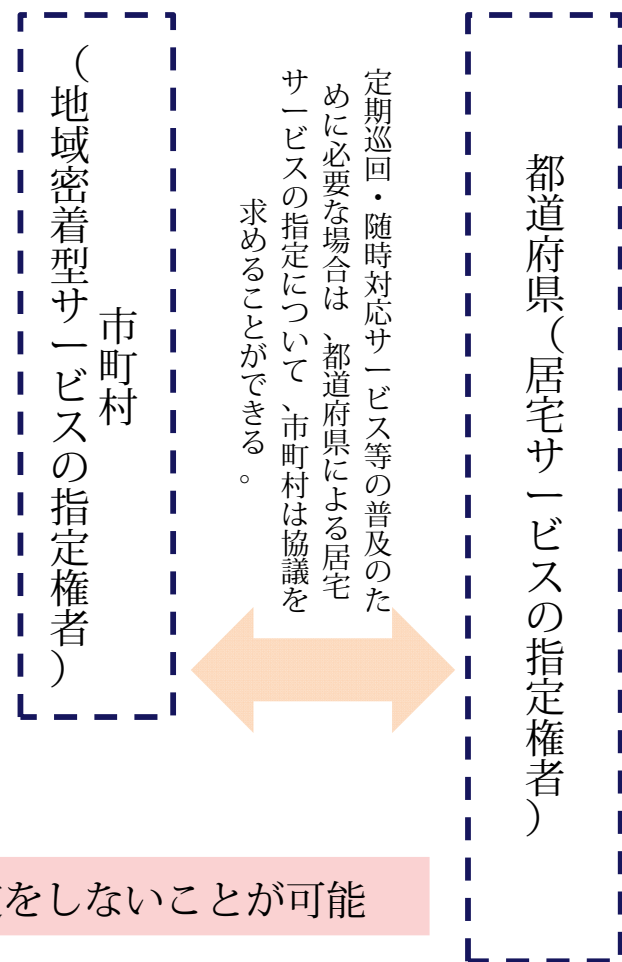 都道府県（居宅サービスの指定権者）
定期巡回・随時対応サービス等の普及のた
めに必要な場合は、都道府県による居宅
サービスの指定について、市町村は協議を
求めることができる。
市町村
（地域密着型サービスの指定権者）
をしないことが可能